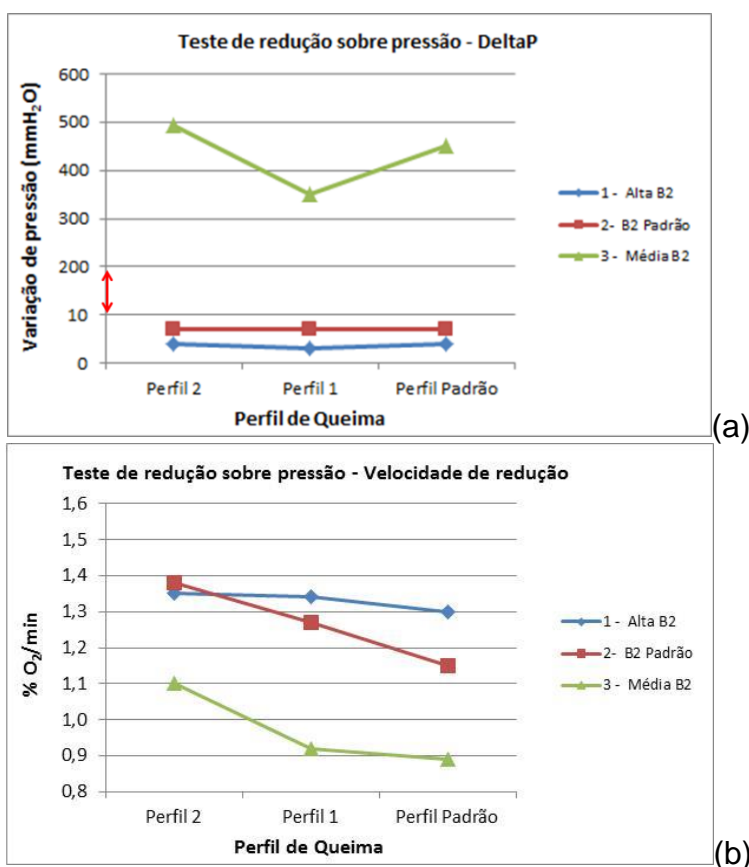 Teste de redução sobre pressão - DeltaP
Variação de pressão (mmH₂O)
600
500
400
300
200
10
0
Perfil 2 Perfil 1 Perfil Padrão
Perfil de Queima
1 - Alta B2
2- B2 Padrão
3 - Média B2
(a)
Teste de redução sobre pressão - Velocidade de redução
% O₂/min
1,6
1,5
1,4
1,3
1,2
1,1
1,0
0,9
0,8
Perfil 2 Perfil 1 Perfil Padrão
Perfil de Queima
1 - Alta B2
2- B2 Padrão
3 - Média B2
(b)